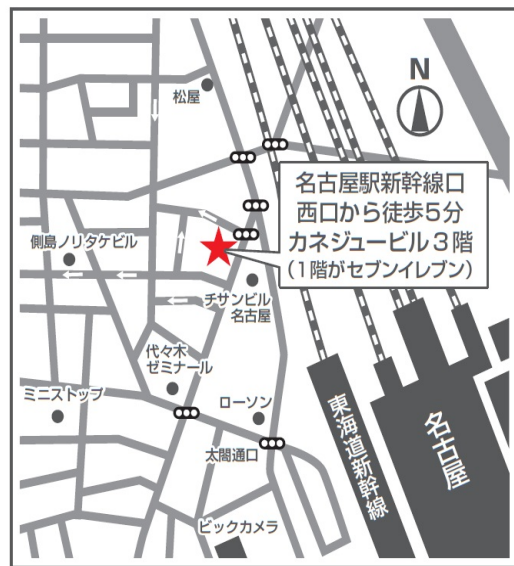 松屋
N
名古屋駅新幹線口
西口から徒歩5分
カネジュービル3階
(1階がセブンイレブン)
側島ノリタケビル
チサンビル
名古屋
代々木
ゼミナール
ミニストップ
ローソン
太閤通口
ビックカメラ
東海道新幹線
名古屋